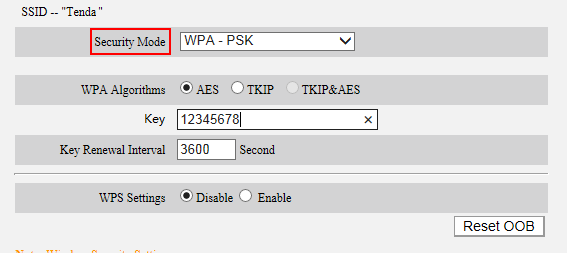 SSID -- "Tenda"
Security Mode WPA - PSK
WPA Algorithms AES TKIP TKIP&AES
Key 12345678 ×
Key Renewal Interval 3600 Second
WPS Settings Disable Enable
Reset OOB